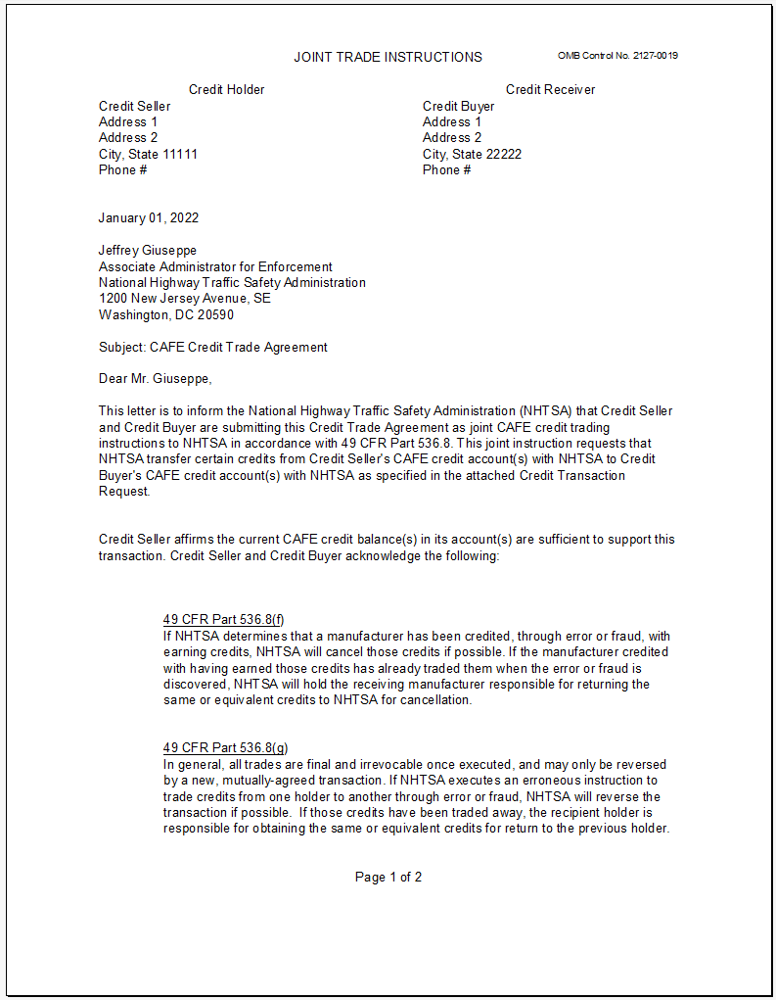 JOINT TRADE INSTRUCTIONS OMB Control No. 2127-0019
Credit Holder Credit Receiver
Credit Seller Credit Buyer
Address 1 Address 1
Address 2 Address 2
City, State 11111 City, State 22222
Phone # Phone #
January 01, 2022
Jeffrey Giuseppe
Associate Administrator for Enforcement
National Highway Traffic Safety Administration
1200 New Jersey Avenue, SE
Washington, DC 20590
Subject: CAFE Credit Trade Agreement
Dear Mr. Giuseppe,
This letter is to inform the National Highway Traffic Safety Administration (NHTSA) that Credit Seller
and Credit Buyer are submitting this Credit Trade Agreement as joint CAFE credit trading
instructions to NHTSA in accordance with 49 CFR Part 536.8. This joint instruction requests that
NHTSA transfer certain credits from Credit Seller's CAFE credit account(s) with NHTSA to Credit
Buyer's CAFE credit account(s) with NHTSA as specified in the attached Credit Transaction
Request.
Credit Seller affirms the current CAFE credit balance(s) in its account(s) are sufficient to support this
transaction. Credit Seller and Credit Buyer acknowledge the following:
49 CFR Part 536.8(f)
If NHTSA determines that a manufacturer has been credited, through error or fraud, with
earning credits, NHTSA will cancel those credits if possible. If the manufacturer credited
with having earned those credits has already traded them when the error or fraud is
discovered, NHTSA will hold the receiving manufacturer responsible for returning the
same or equivalent credits to NHTSA for cancellation.
49 CFR Part 536.8(g)
In general, all trades are final and irrevocable once executed, and may only be reversed
by a new, mutually-agreed transaction. If NHTSA executes an erroneous instruction to
trade credits from one holder to another through error or fraud, NHTSA will reverse the
transaction if possible.  If those credits have been traded away, the recipient holder is
responsible for obtaining the same or equivalent credits for return to the previous holder.
Page 1 of 2